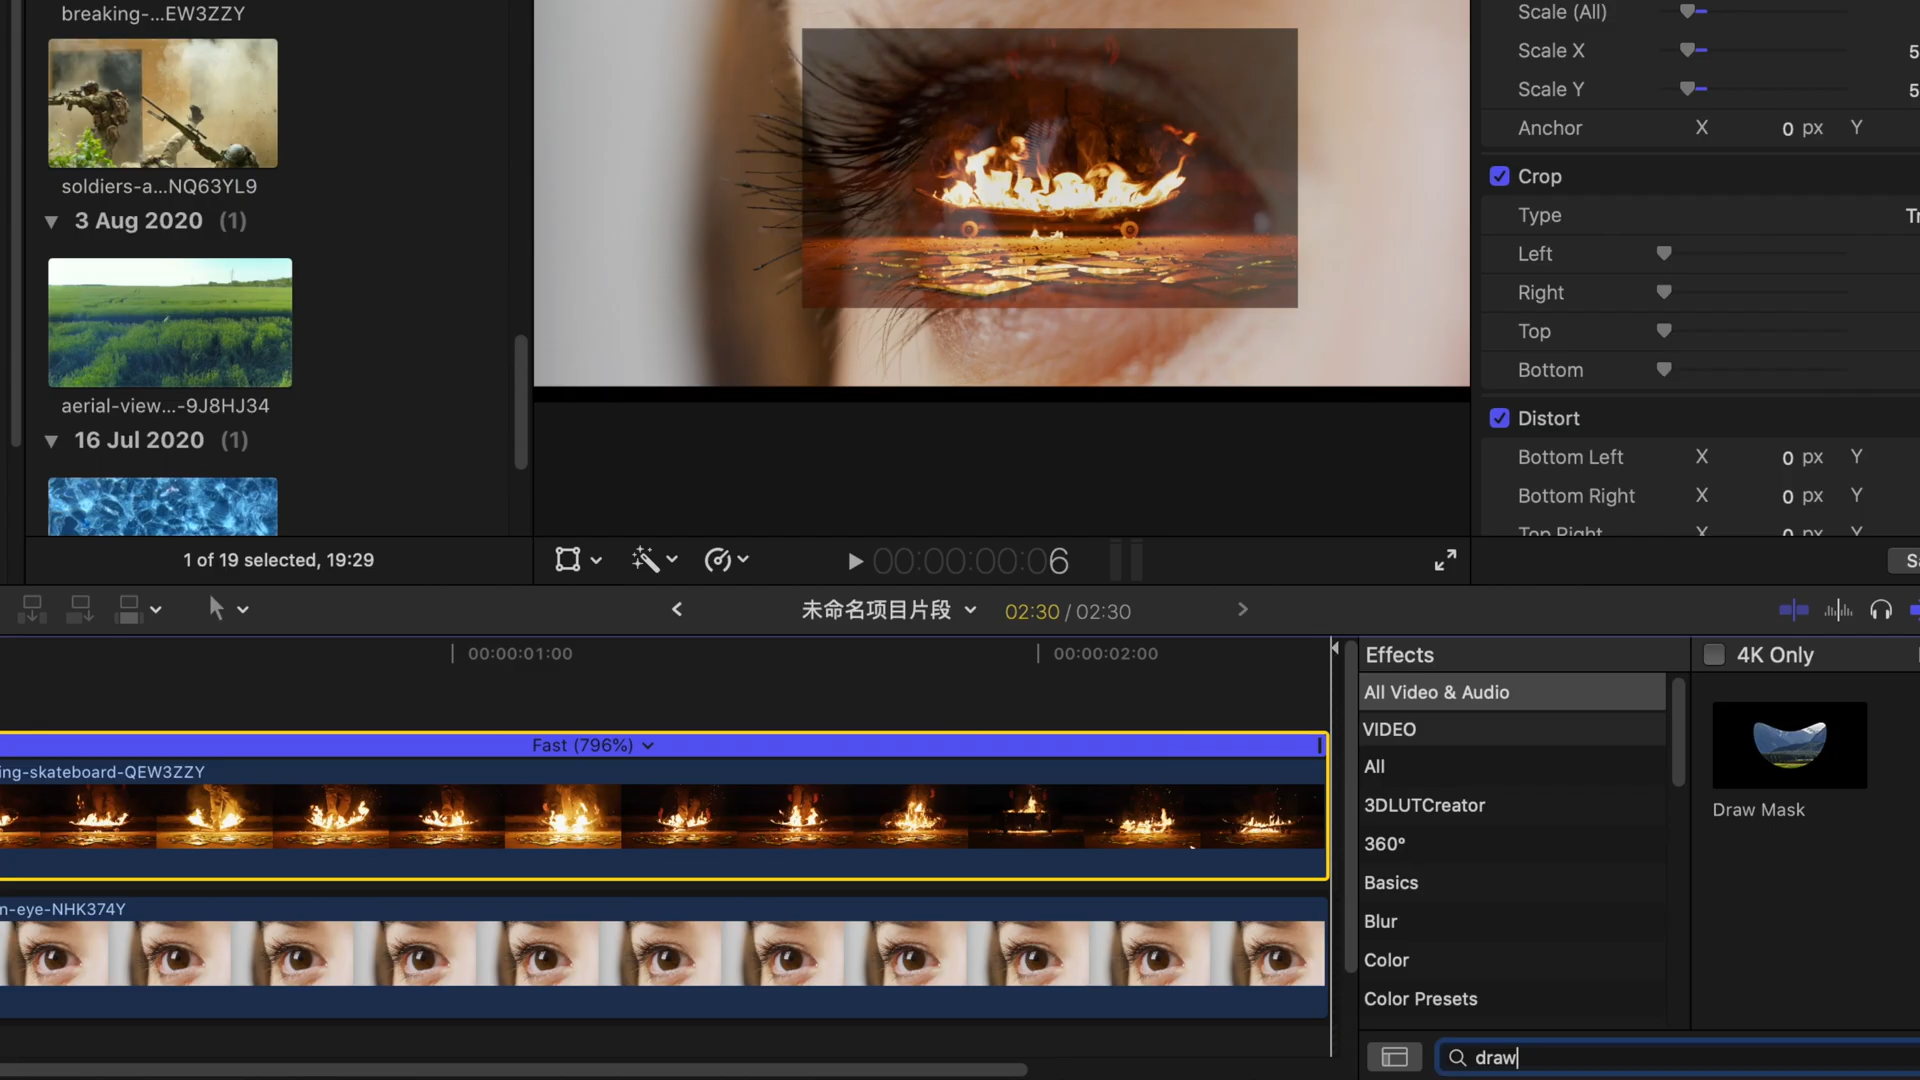 breaking-...EW3ZZY
soldiers-a...NQ63YL9
3 Aug 2020 (1)
aerial-view...-9J8HJ34
16 Jul 2020 (1)
1 of 19 selected, 19:29
00:00:00:06
Scale (All)
Scale X
Scale Y
Anchor X 0 px Y
Crop
Type
Left
Right
Top
Bottom
Distort
Bottom Left X 0 px Y
Bottom Right X 0 px Y
Top Right
未命名项目片段 02:30 / 02:30
00:00:01:00 00:00:02:00
Fast (796%)
ing-skateboard-QEW3ZZY
n-eye-NHK374Y
Effects
All Video & Audio
VIDEO
All
3DLUTCreator
360°
Basics
Blur
Color
Color Presets
4K Only
Draw Mask
draw